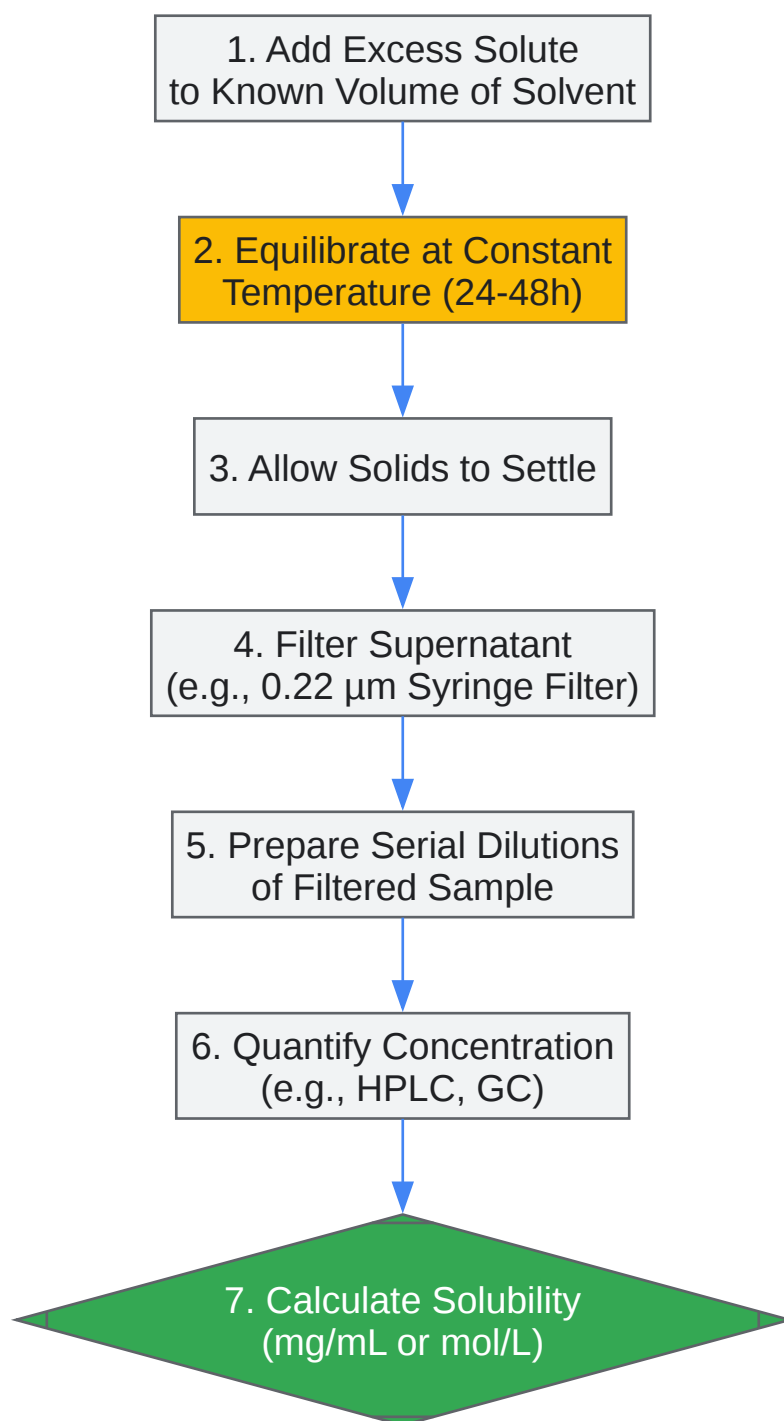 1. Add Excess Solute
to Known Volume of Solvent
2. Equilibrate at Constant
Temperature (24-48h)
3. Allow Solids to Settle
4. Filter Supernatant
(e.g., 0.22 µm Syringe Filter)
5. Prepare Serial Dilutions
of Filtered Sample
6. Quantify Concentration
(e.g., HPLC, GC)
7. Calculate Solubility
(mg/mL or mol/L)